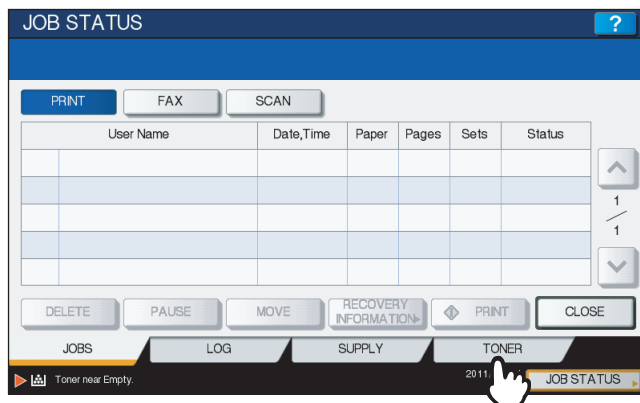 JOB STATUS ?
PRINT FAX SCAN
User Name Date,Time Paper Pages Sets Status
1
1
DELETE PAUSE MOVE RECOVERY INFORMATION PRINT CLOSE
JOBS LOG SUPPLY TONER
Toner near Empty. 2011. JOB STATUS